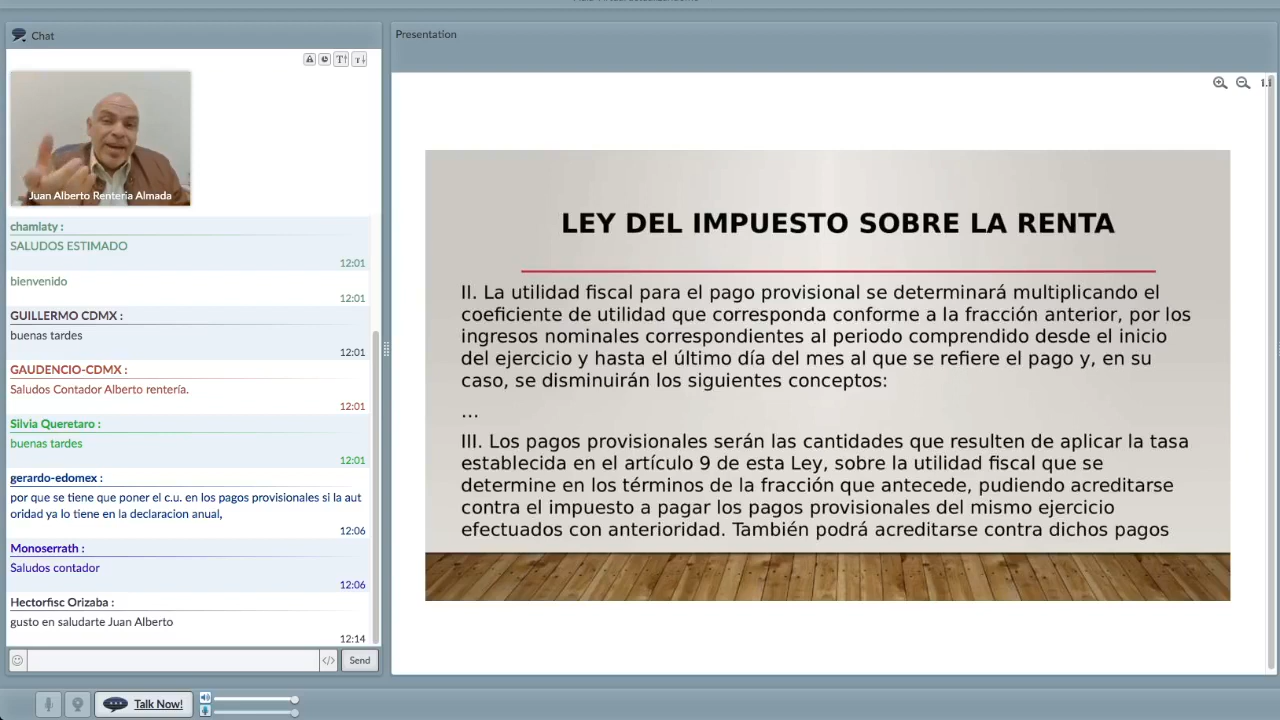 Chat
Juan Alberto Renteria Almada
chamlaty :
SALUDOS ESTIMADO
12:01
bienvenido
12:01
GUILLERMO CDMX :
buenas tardes
12:01
GAUDENCIO-CDMX :
Saludos Contador Alberto rentería.
12:01
Silvia Queretaro :
buenas tardes
12:01
gerardo-edomex :
por que se tiene que poner el c.u. en los pagos provisionales si la aut
oridad ya lo tiene en la declaracion anual,
12:06
Monoserrath :
Saludos contador
12:06
Hectorfisc Orizaba :
gusto en saludarte Juan Alberto
12:14
Send
Talk Now!
Presentation
LEY DEL IMPUESTO SOBRE LA RENTA
II. La utilidad fiscal para el pago provisional se determinará multiplicando el
coeficiente de utilidad que corresponda conforme a la fracción anterior, por los
ingresos nominales correspondientes al periodo comprendido desde el inicio
del ejercicio y hasta el último día del mes al que se refiere el pago y, en su
caso, se disminuirán los siguientes conceptos:
...
III. Los pagos provisionales serán las cantidades que resulten de aplicar la tasa
establecida en el artículo 9 de esta Ley, sobre la utilidad fiscal que se
determine en los términos de la fracción que antecede, pudiendo acreditarse
contra el impuesto a pagar los pagos provisionales del mismo ejercicio
efectuados con anterioridad. También podrá acreditarse contra dichos pagos